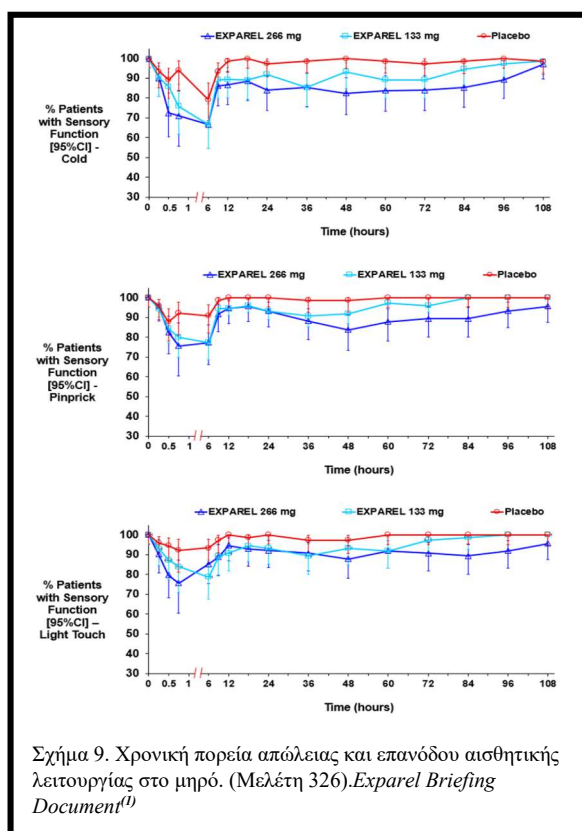 EXPAREL 266 mg EXPAREL 133 mg Placebo
% Patients
with Sensory
Function
[95%CI] -
Cold
100
90
80
70
60
50
40
30
0 0.5 1 6 12 18 24 36 48 60 72 84 96 108
Time (hours)
EXPAREL 266 mg EXPAREL 133 mg Placebo
% Patients
with Sensory
Function
[95%CI] -
Pinprick
100
90
80
70
60
50
40
30
0 0.5 1 6 12 18 24 36 48 60 72 84 96 108
Time (hours)
EXPAREL 266 mg EXPAREL 133 mg Placebo
% Patients
with Sensory
Function
[95%CI] –
Light Touch
100
90
80
70
60
50
40
30
0 0.5 1 6 12 18 24 36 48 60 72 84 96 108
Time (hours)
Σχήμα 9. Χρονική πορεία απώλειας και επανόδου αισθητικής
λειτουργίας στο μηρό. (Μελέτη 326).Exparel Briefing
Document(1)